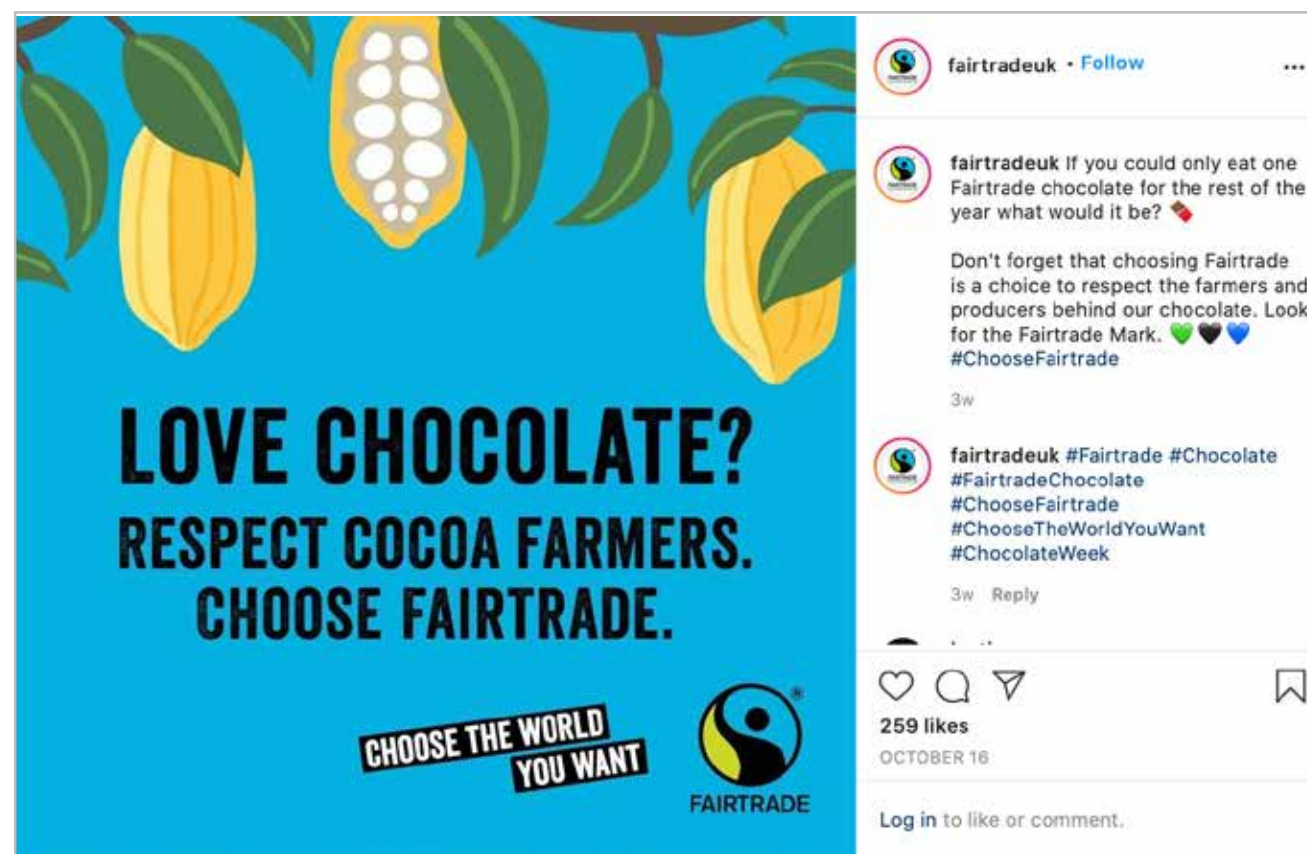 LOVE CHOCOLATE?
RESPECT COCOA FARMERS.
CHOOSE FAIRTRADE.
CHOOSE THE WORLD
YOU WANT
®
FAIRTRADE
fairtradeuk • Follow
fairtradeuk If you could only eat one
Fairtrade chocolate for the rest of the
year what would it be? 🍫
Don't forget that choosing Fairtrade
is a choice to respect the farmers and
producers behind our chocolate. Look
for the Fairtrade Mark. 💚🖤💙
#ChooseFairtrade
3w
fairtradeuk #Fairtrade #Chocolate
#FairtradeChocolate
#ChooseFairtrade
#ChooseTheWorldYouWant
#ChocolateWeek
3w Reply
259 likes
OCTOBER 16
Log in to like or comment.